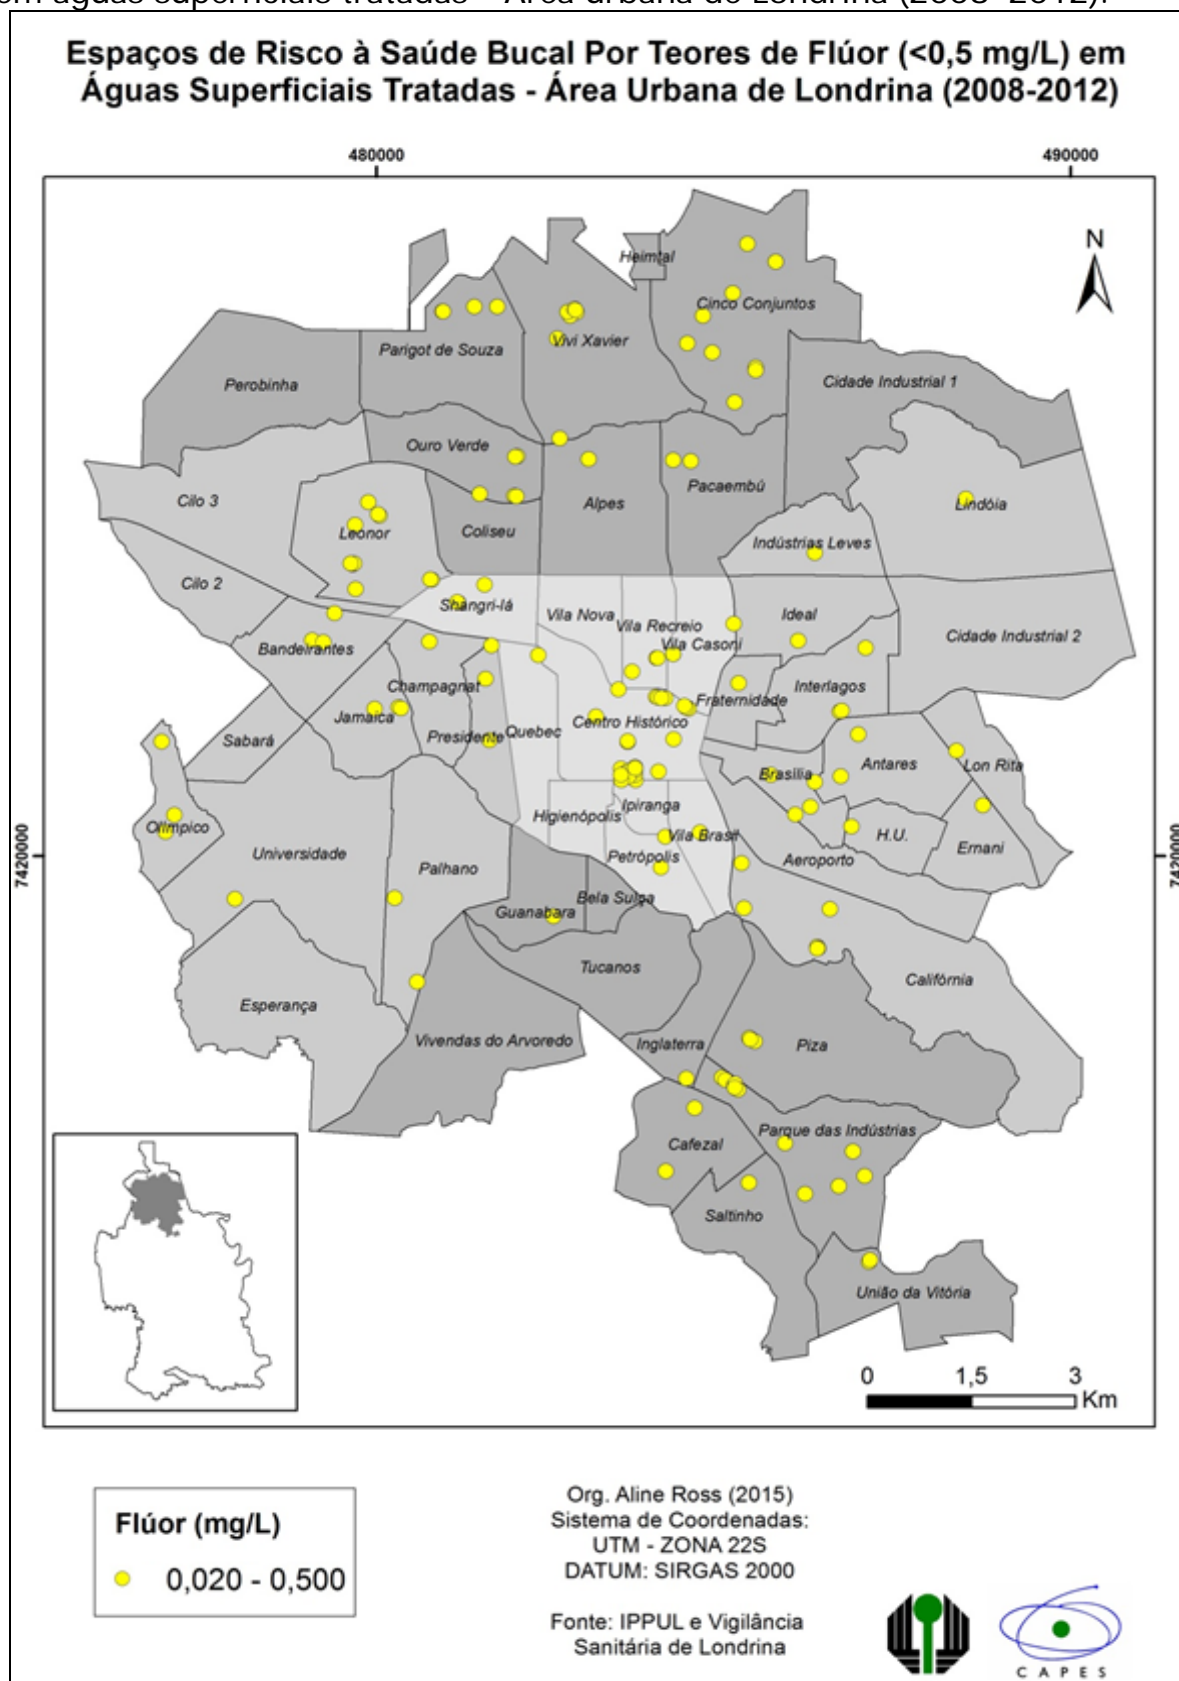 em águas superficiais tratadas – Área urbana de Londrina (2008–2012).
Espaços de Risco à Saúde Bucal Por Teores de Flúor (<0,5 mg/L) em
Águas Superficiais Tratadas - Área Urbana de Londrina (2008-2012)
480000
490000
N
Heimtal
Cinco Conjuntos
Vivi Xavier
Parigot de Souza
Perobinha
Cidade Industrial 1
Ouro Verde
Pacaembú
Cilo 3
Alpes
Lindóia
Leonor
Coliseu
Indústrias Leves
Cilo 2
Shangri-lá
Vila Nova
Ideal
Vila Recreio
Cidade Industrial 2
Bandeirantes
Vila Casoni
Champagnat
Interlagos
Fraternidade
Jamaica
Centro Histórico
Sabará
Presidente
Quebec
Antares
Lon Rita
Brasília
Ipiranga
Higienópolis
Olímpico
Vila Brasil
H.U.
Universidade
Petrópolis
Aeroporto
Ernani
Palhano
7420000
7420000
Bela Suíça
Guanabara
Tucanos
Califórnia
Esperança
Vivendas do Arvoredo
Inglaterra
Piza
Parque das Indústrias
Cafezal
Saltinho
União da Vitória
0
1,5
3
Km
Flúor (mg/L)
0,020 - 0,500
Org. Aline Ross (2015)
Sistema de Coordenadas:
UTM - ZONA 22S
DATUM: SIRGAS 2000
Fonte: IPPUL e Vigilância
Sanitária de Londrina
CAPES